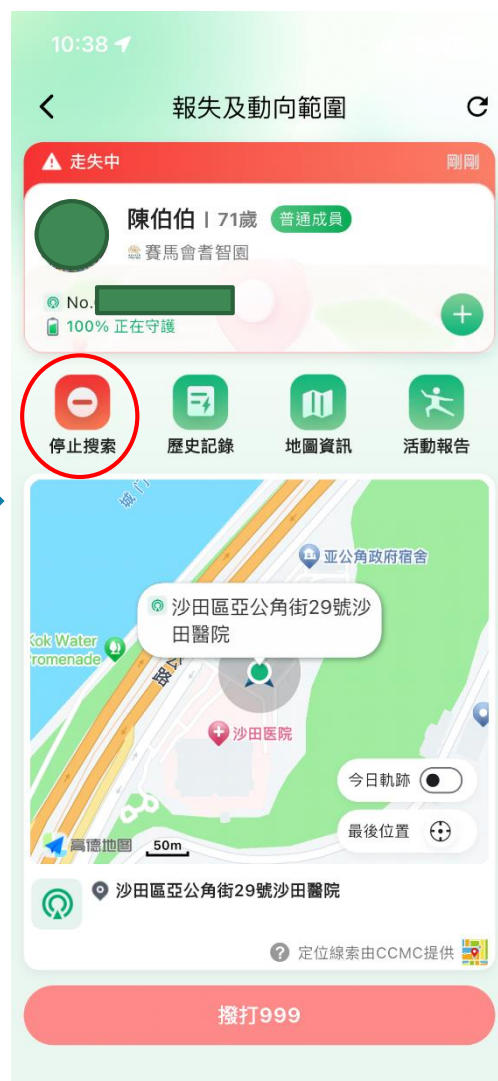 10:38
報失及動向範圍
走失中
剛剛
陳伯伯 | 71歲 普通成員
賽馬會耆智園
No.
100% 正在守護
停止搜索
歷史記錄
地圖資訊
活動報告
城门
亚公角政府宿舍
沙田區亞公角街29號沙
田醫院
Kok Water
romenade
公路
沙田医院
今日軌跡
最後位置
高德地图
50m
沙田區亞公角街29號沙田醫院
定位線索由CCMC提供
撥打999